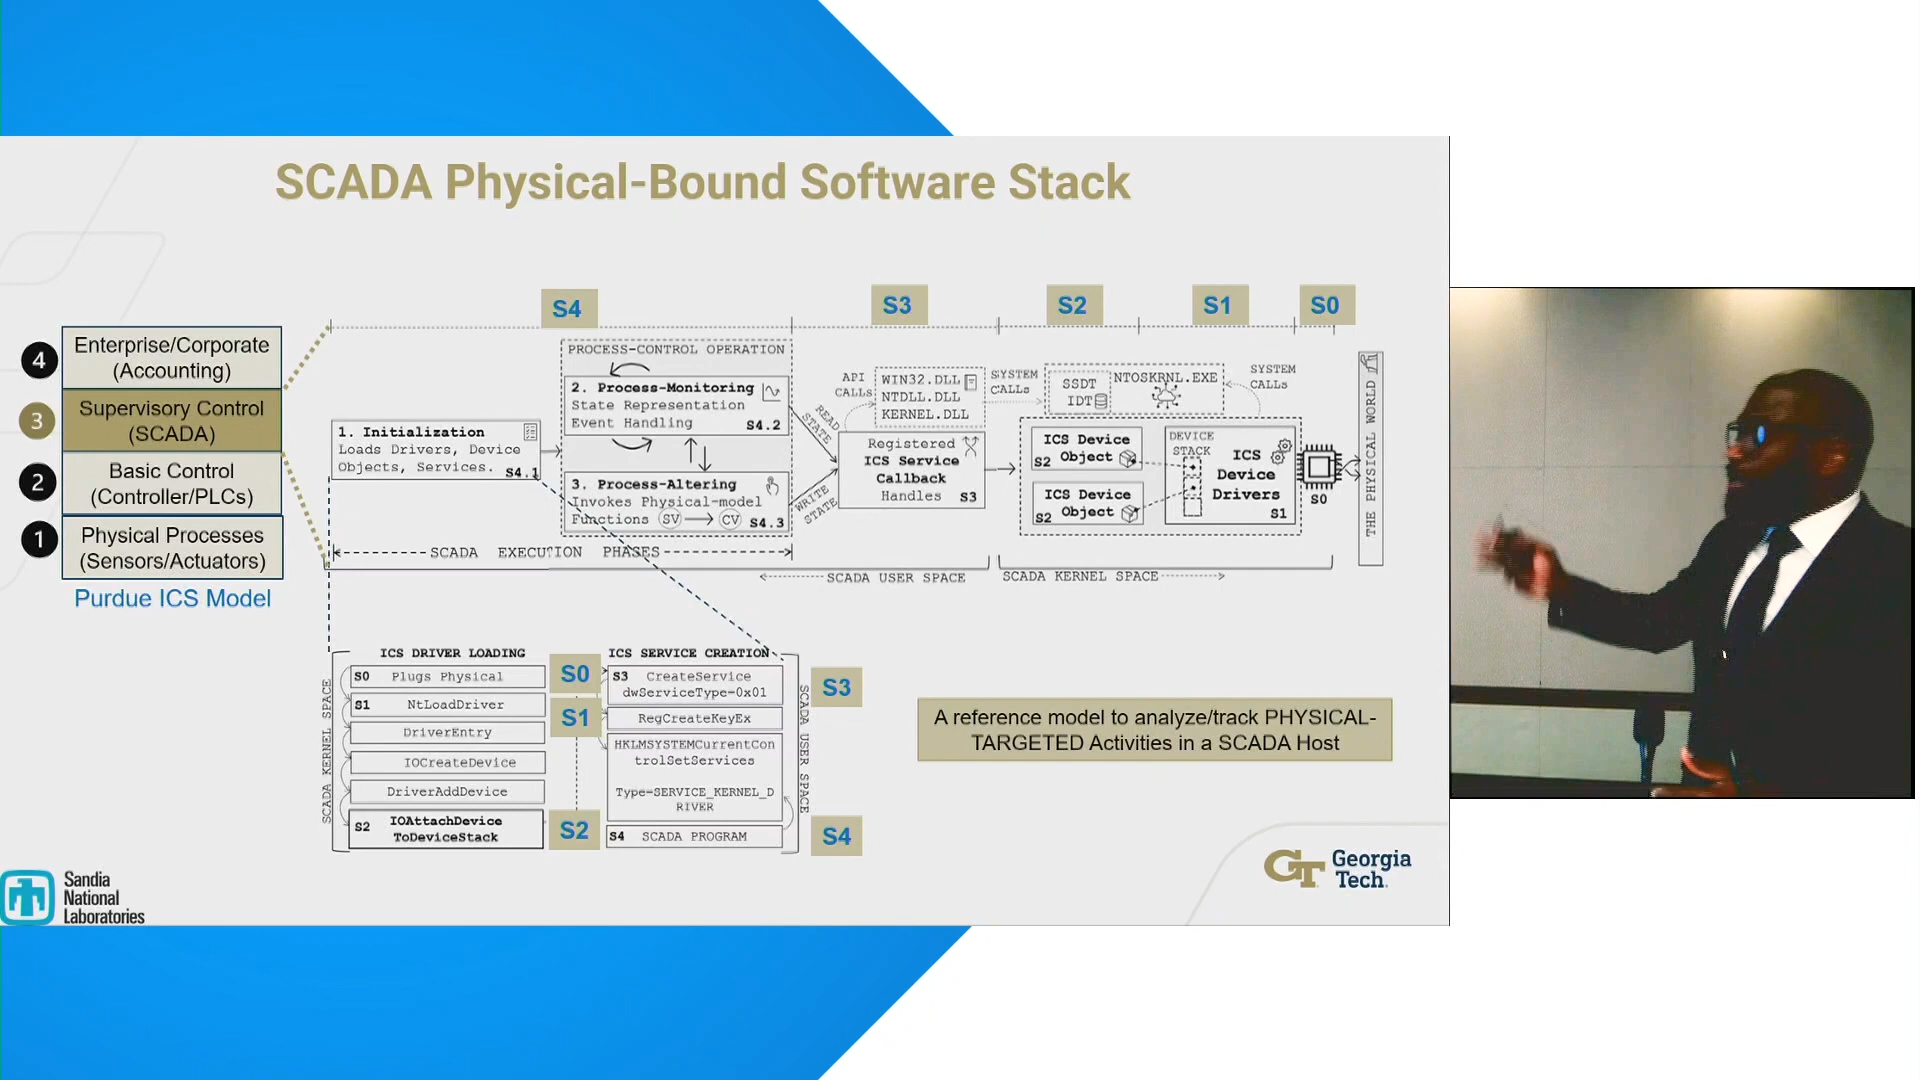 SCADA Physical-Bound Software Stack
S4
S3
S2
S1
S0
4
Enterprise/Corporate
(Accounting)
3
Supervisory Control
(SCADA)
2
Basic Control
(Controller/PLCs)
1
Physical Processes
(Sensors/Actuators)
Purdue ICS Model
1. Initialization
Loads Drivers, Device
Objects, Services. S4.1
PROCESS-CONTROL OPERATION
2. Process-Monitoring
State Representation
Event Handling S4.2
3. Process-Altering
Invokes Physical-model
Functions SV CV S4.3
SCADA EXECUTION PHASES
READ
STATE
WRITE
STATE
API
CALLS
WIN32.DLL
NTDLL.DLL
KERNEL.DLL
Registered
ICS Service
Callback
Handles S3
SYSTEM
CALLs
SSDT
IDT
NTOSKRNL.EXE
SYSTEM
CALLs
ICS Device
S2 Object
ICS Device
S2 Object
DEVICE
STACK
ICS
Device
Drivers
S1
S0
THE PHYSICAL WORLD
SCADA USER SPACE
SCADA KERNEL SPACE
ICS DRIVER LOADING
SCADA KERNEL SPACE
S0 Plugs Physical
S1 NtLoadDriver
DriverEntry
IOCreateDevice
DriverAddDevice
S2 IOAttachDevice
ToDeviceStack
S0
S1
S2
ICS SERVICE CREATION
S3 CreateService
dwServiceType=0x01
RegCreateKeyEx
HKLMSYSTEMCurrentCon
trolSetServices
Type=SERVICE_KERNEL_D
RIVER
S4 SCADA PROGRAM
SCADA USER SPACE
S3
S4
A reference model to analyze/track PHYSICAL-
TARGETED Activities in a SCADA Host
Sandia
National
Laboratories
GT
Georgia
Tech.